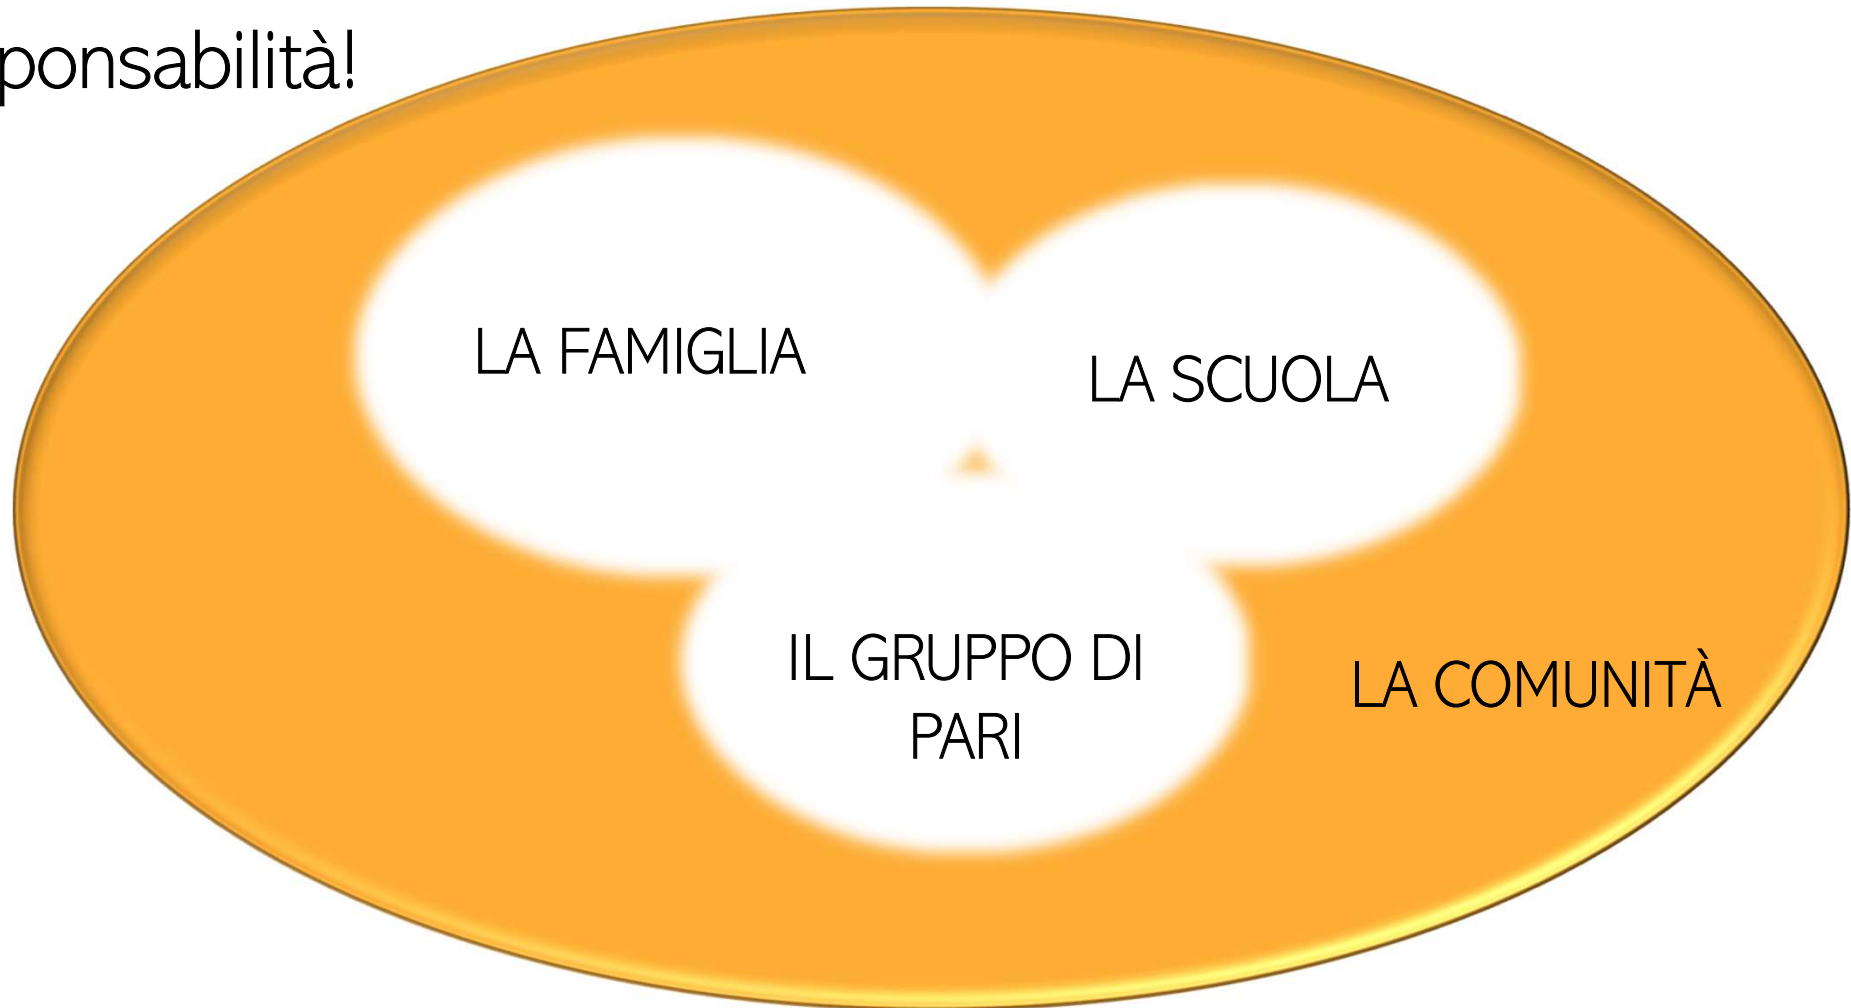 ponsabilità!
LA FAMIGLIA
LA SCUOLA
IL GRUPPO DI
PARI
LA COMUNITÀ